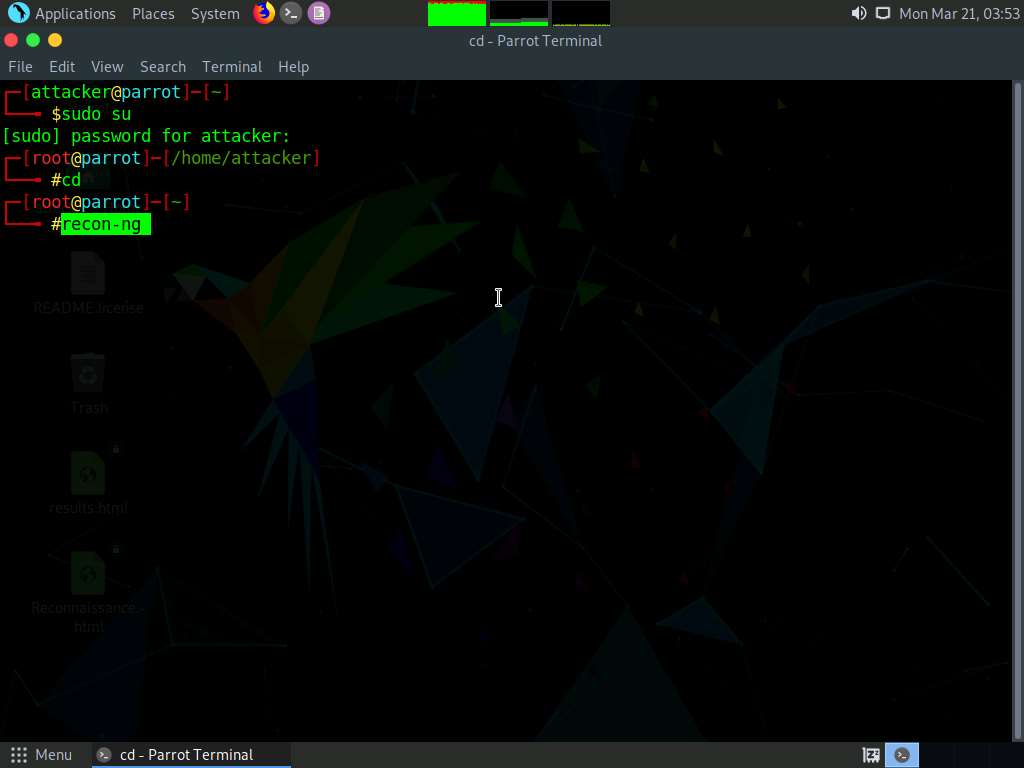 Applications Places System Mon Mar 21, 03:53
cd - Parrot Terminal
File Edit View Search Terminal Help
┌─[attacker@parrot]─[~]
└──╼ $sudo su
[sudo] password for attacker:
┌─[root@parrot]─[/home/attacker]
└──╼ #cd
┌─[root@parrot]─[~]
└──╼ #recon-ng
README.license
Trash
results.html
Reconnaissance.-
html
Menu cd - Parrot Terminal